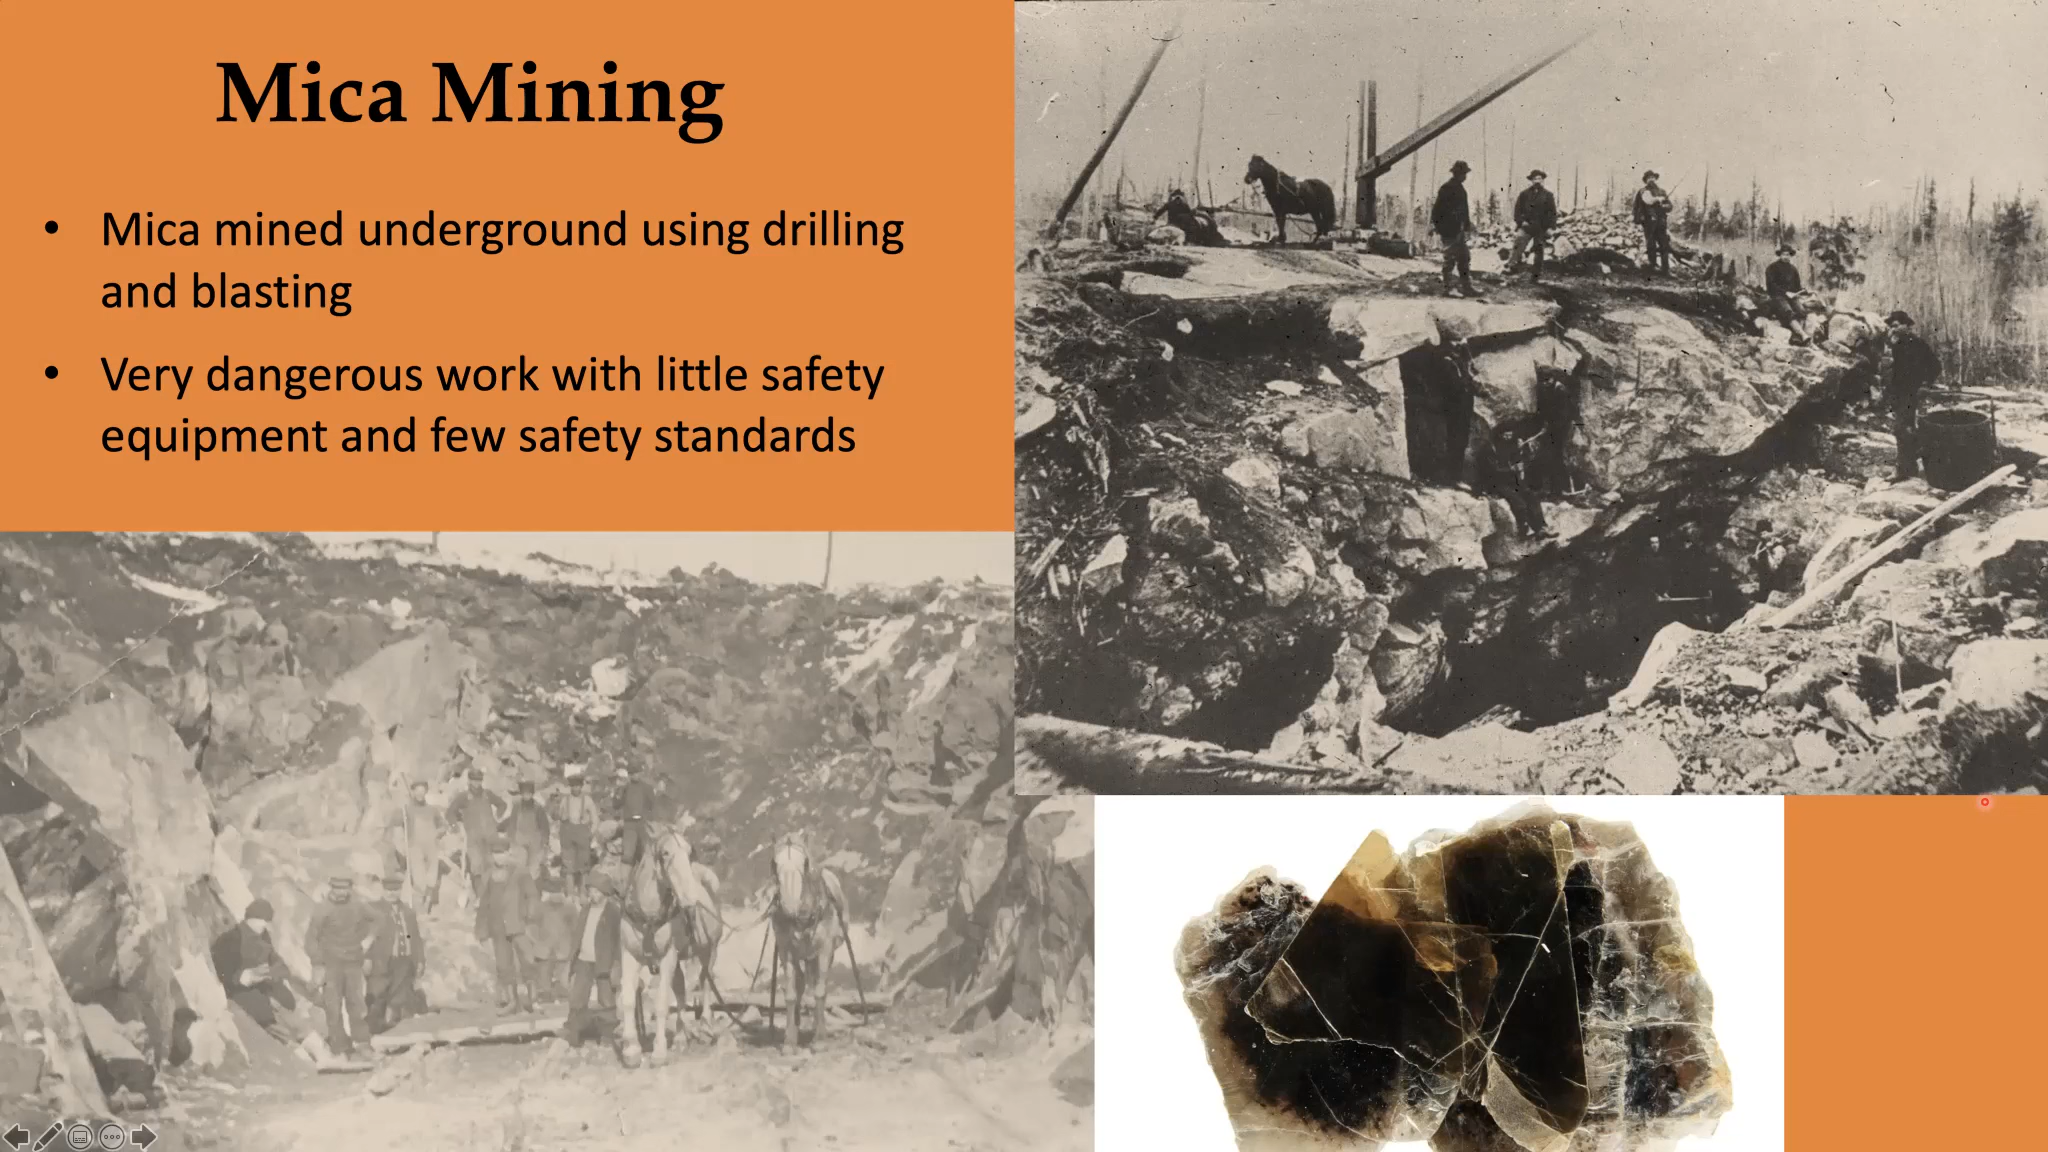 Mica Mining
• Mica mined underground using drilling
and blasting
• Very dangerous work with little safety
equipment and few safety standards